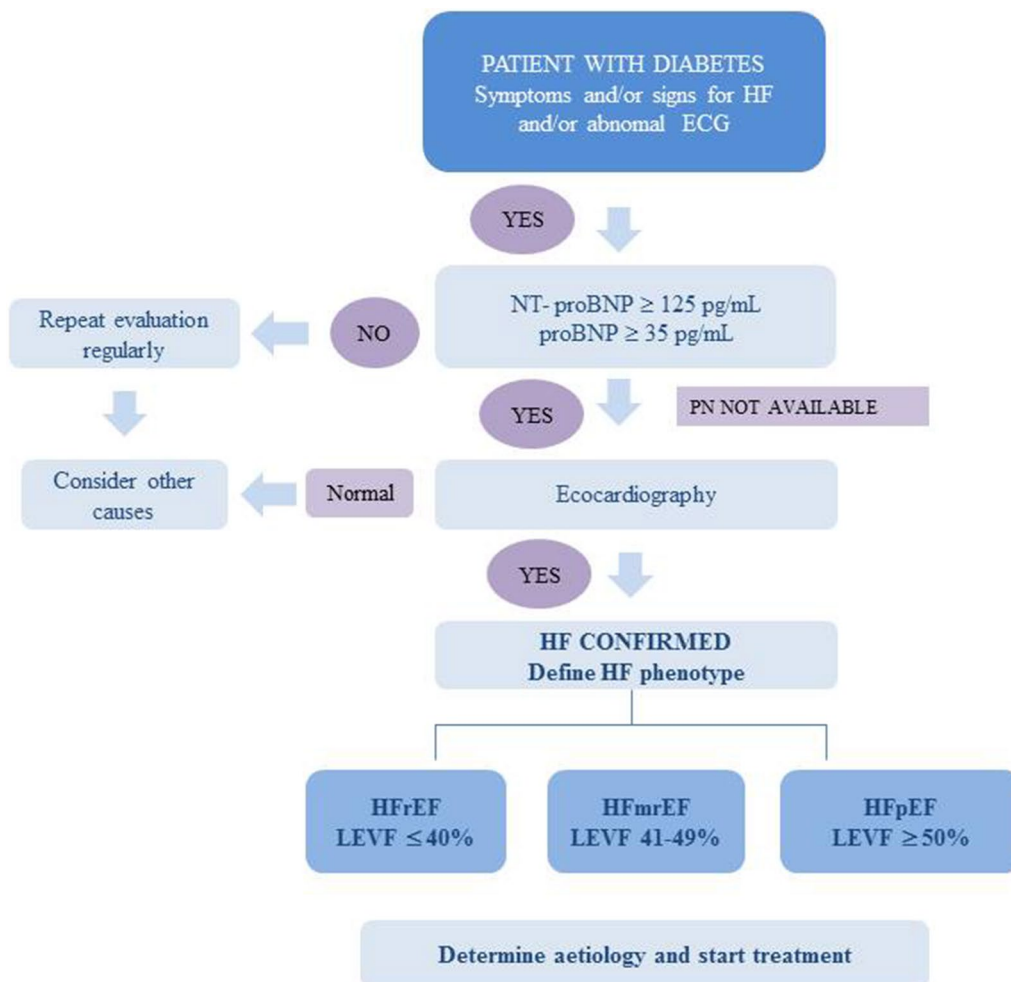 PATIENT WITH DIABETES
Symptoms and/or signs for HF
and/or abnomal ECG
YES
NT- proBNP ≥ 125 pg/mL
proBNP ≥ 35 pg/mL
NO
Repeat evaluation
regularly
YES
PN NOT AVAILABLE
Ecocardiography
Normal
Consider other
causes
YES
HF CONFIRMED
Define HF phenotype
HFrEF
LEVF ≤ 40%
HFmrEF
LEVF 41-49%
HFpEF
LEVF ≥ 50%
Determine aetiology and start treatment